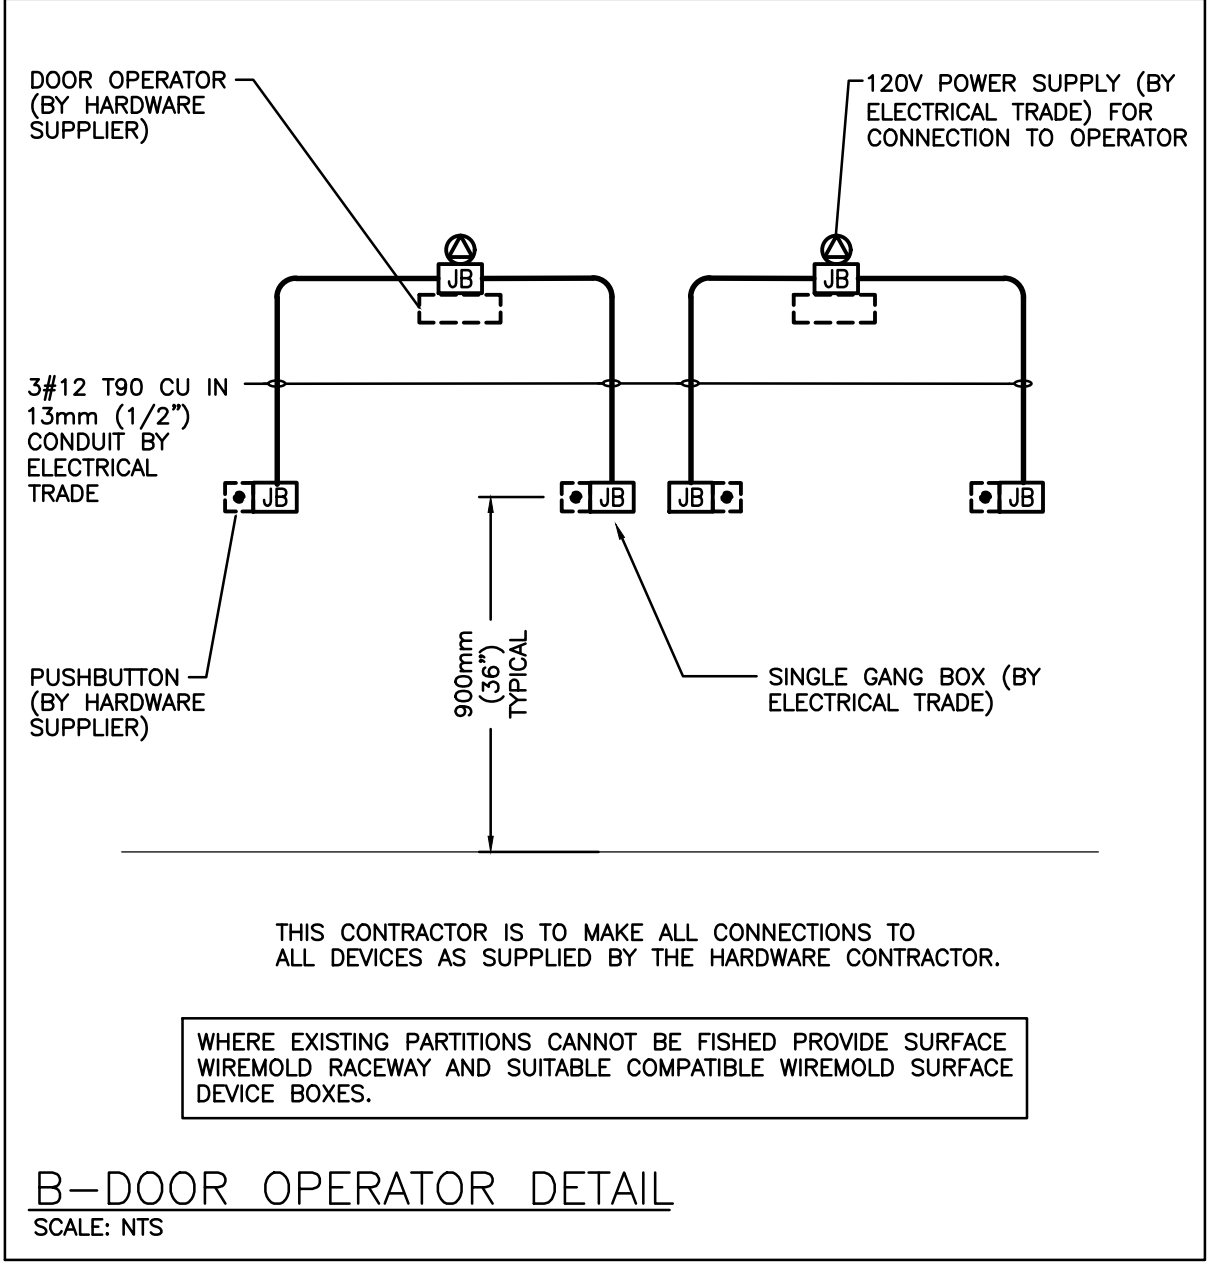 DOOR OPERATOR
(BY HARDWARE
SUPPLIER)
120V POWER SUPPLY (BY
ELECTRICAL TRADE) FOR
CONNECTION TO OPERATOR
JB
JB
3#12 T90 CU IN
13mm (1/2")
CONDUIT BY
ELECTRICAL
TRADE
JB
JB
JB
JB
900mm
(36")
TYPICAL
PUSHBUTTON
(BY HARDWARE
SUPPLIER)
SINGLE GANG BOX (BY
ELECTRICAL TRADE)
THIS CONTRACTOR IS TO MAKE ALL CONNECTIONS TO
ALL DEVICES AS SUPPLIED BY THE HARDWARE CONTRACTOR.
WHERE EXISTING PARTITIONS CANNOT BE FISHED PROVIDE SURFACE
WIREMOLD RACEWAY AND SUITABLE COMPATIBLE WIREMOLD SURFACE
DEVICE BOXES.
B-DOOR OPERATOR DETAIL
SCALE: NTS